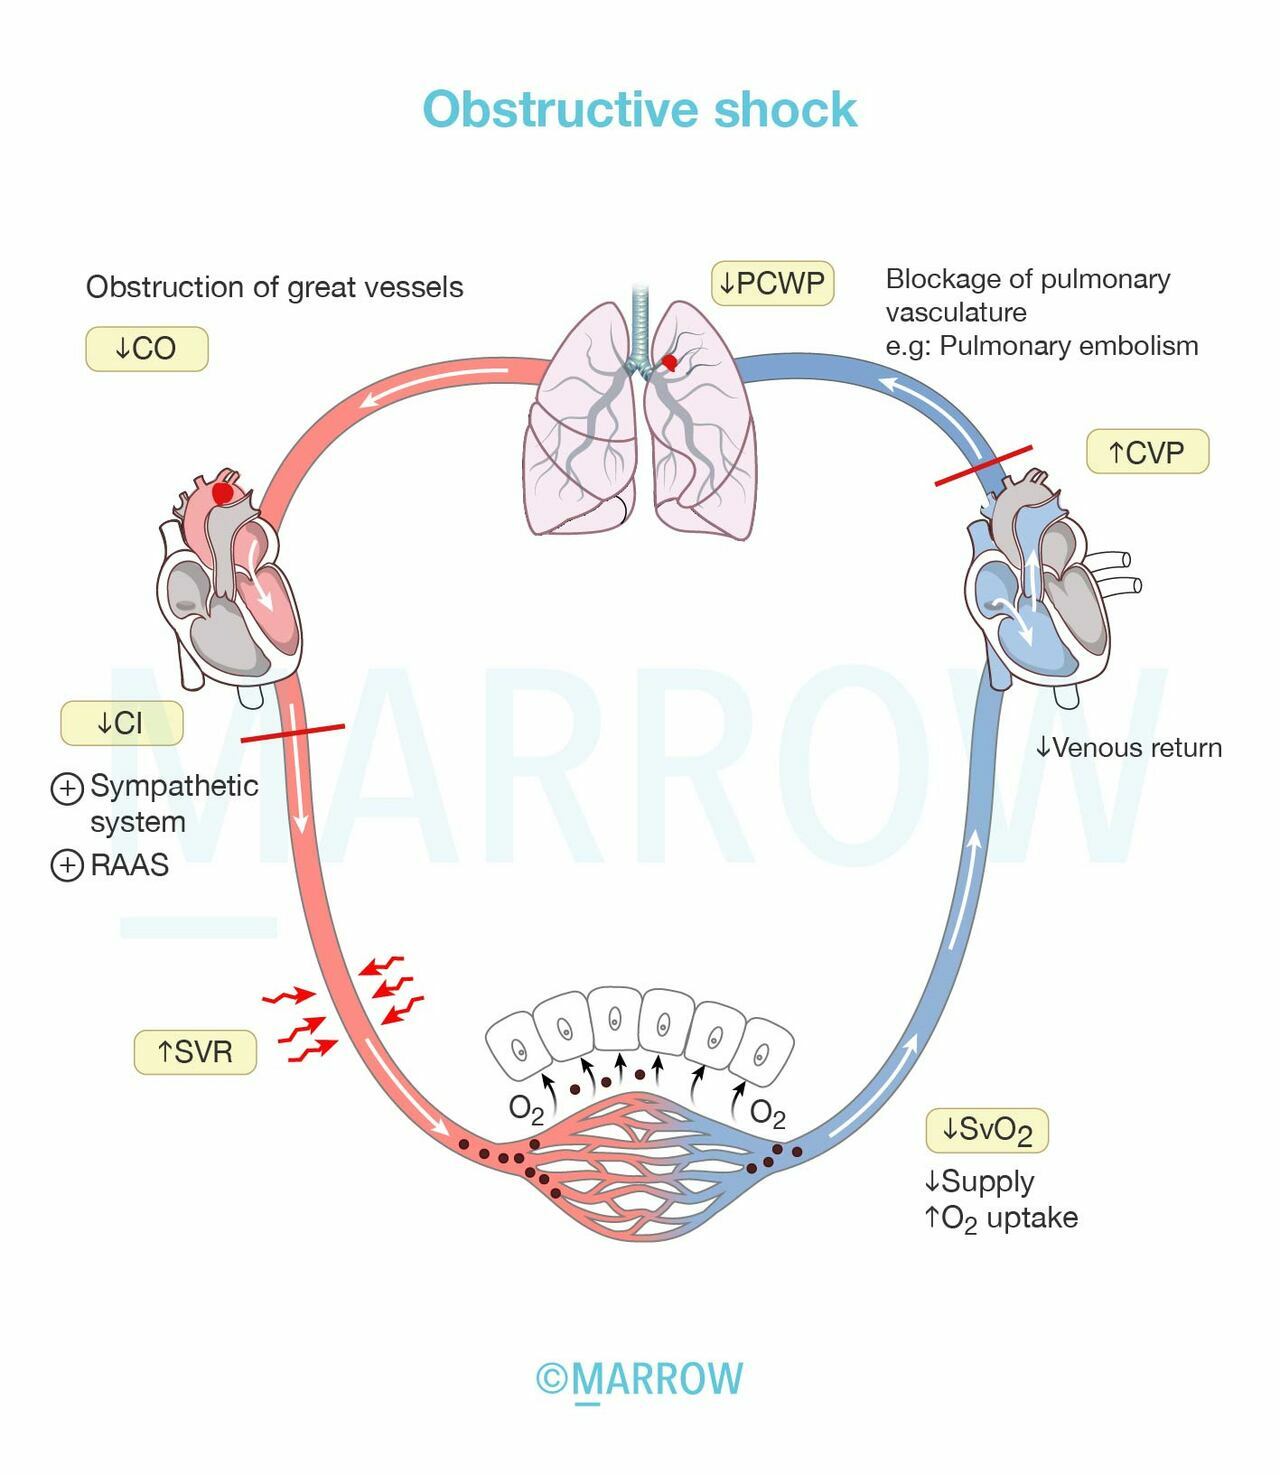 Obstructive shock
Obstruction of great vessels
↓CO
↓PCWP
Blockage of pulmonary
vasculature
e.g: Pulmonary embolism
↑CVP
↓CI
⊕ Sympathetic
system
⊕ RAAS
↓Venous return
MARROW
↑SVR
O₂
O₂
↓SvO₂
↓Supply
↑O₂ uptake
©MARROW